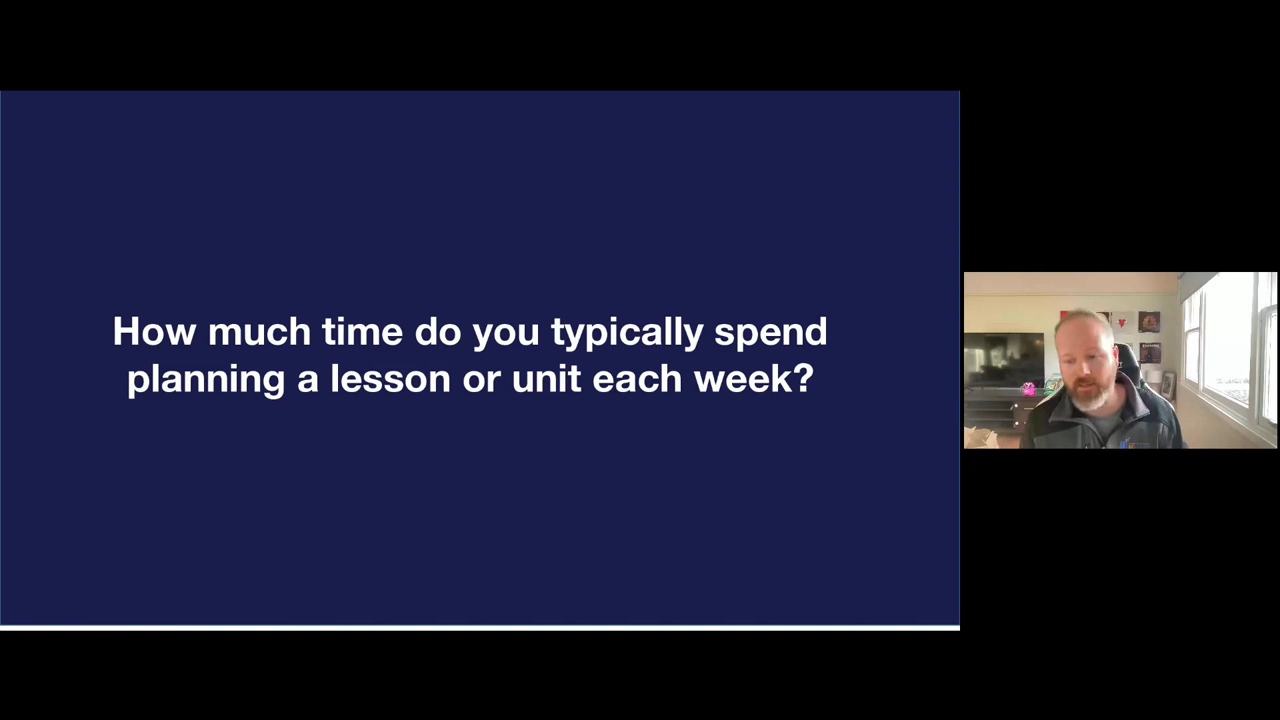 How much time do you typically spend
planning a lesson or unit each week?